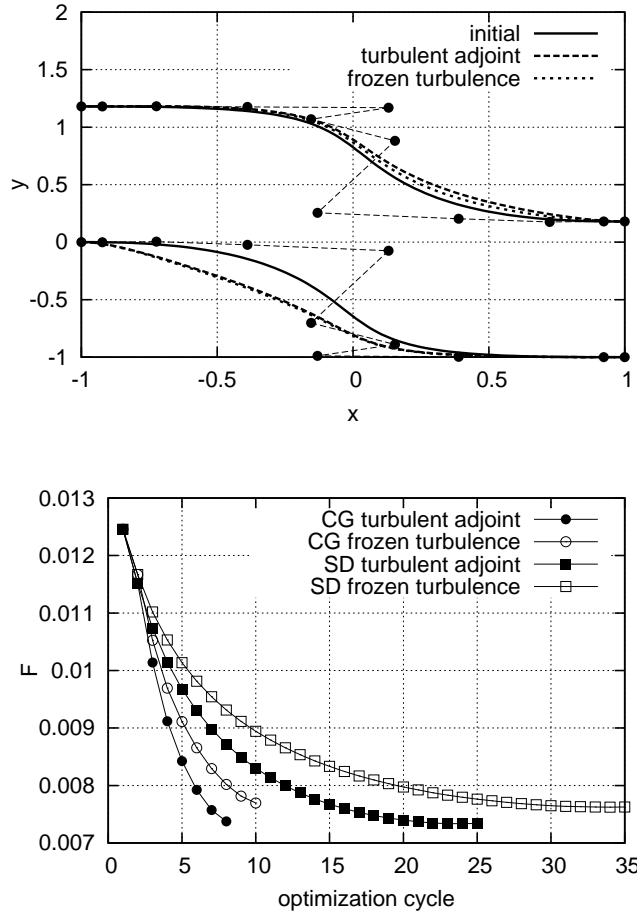 2
1.5
1
0.5
0
-0.5
-1
y
initial
turbulent adjoint
frozen turbulence
-1 -0.5 0 0.5 1
x
0.013
0.012
0.011
0.01
0.009
0.008
0.007
F
CG turbulent adjoint
CG frozen turbulence
SD turbulent adjoint
SD frozen turbulence
0 5 10 15 20 25 30 35
optimization cycle